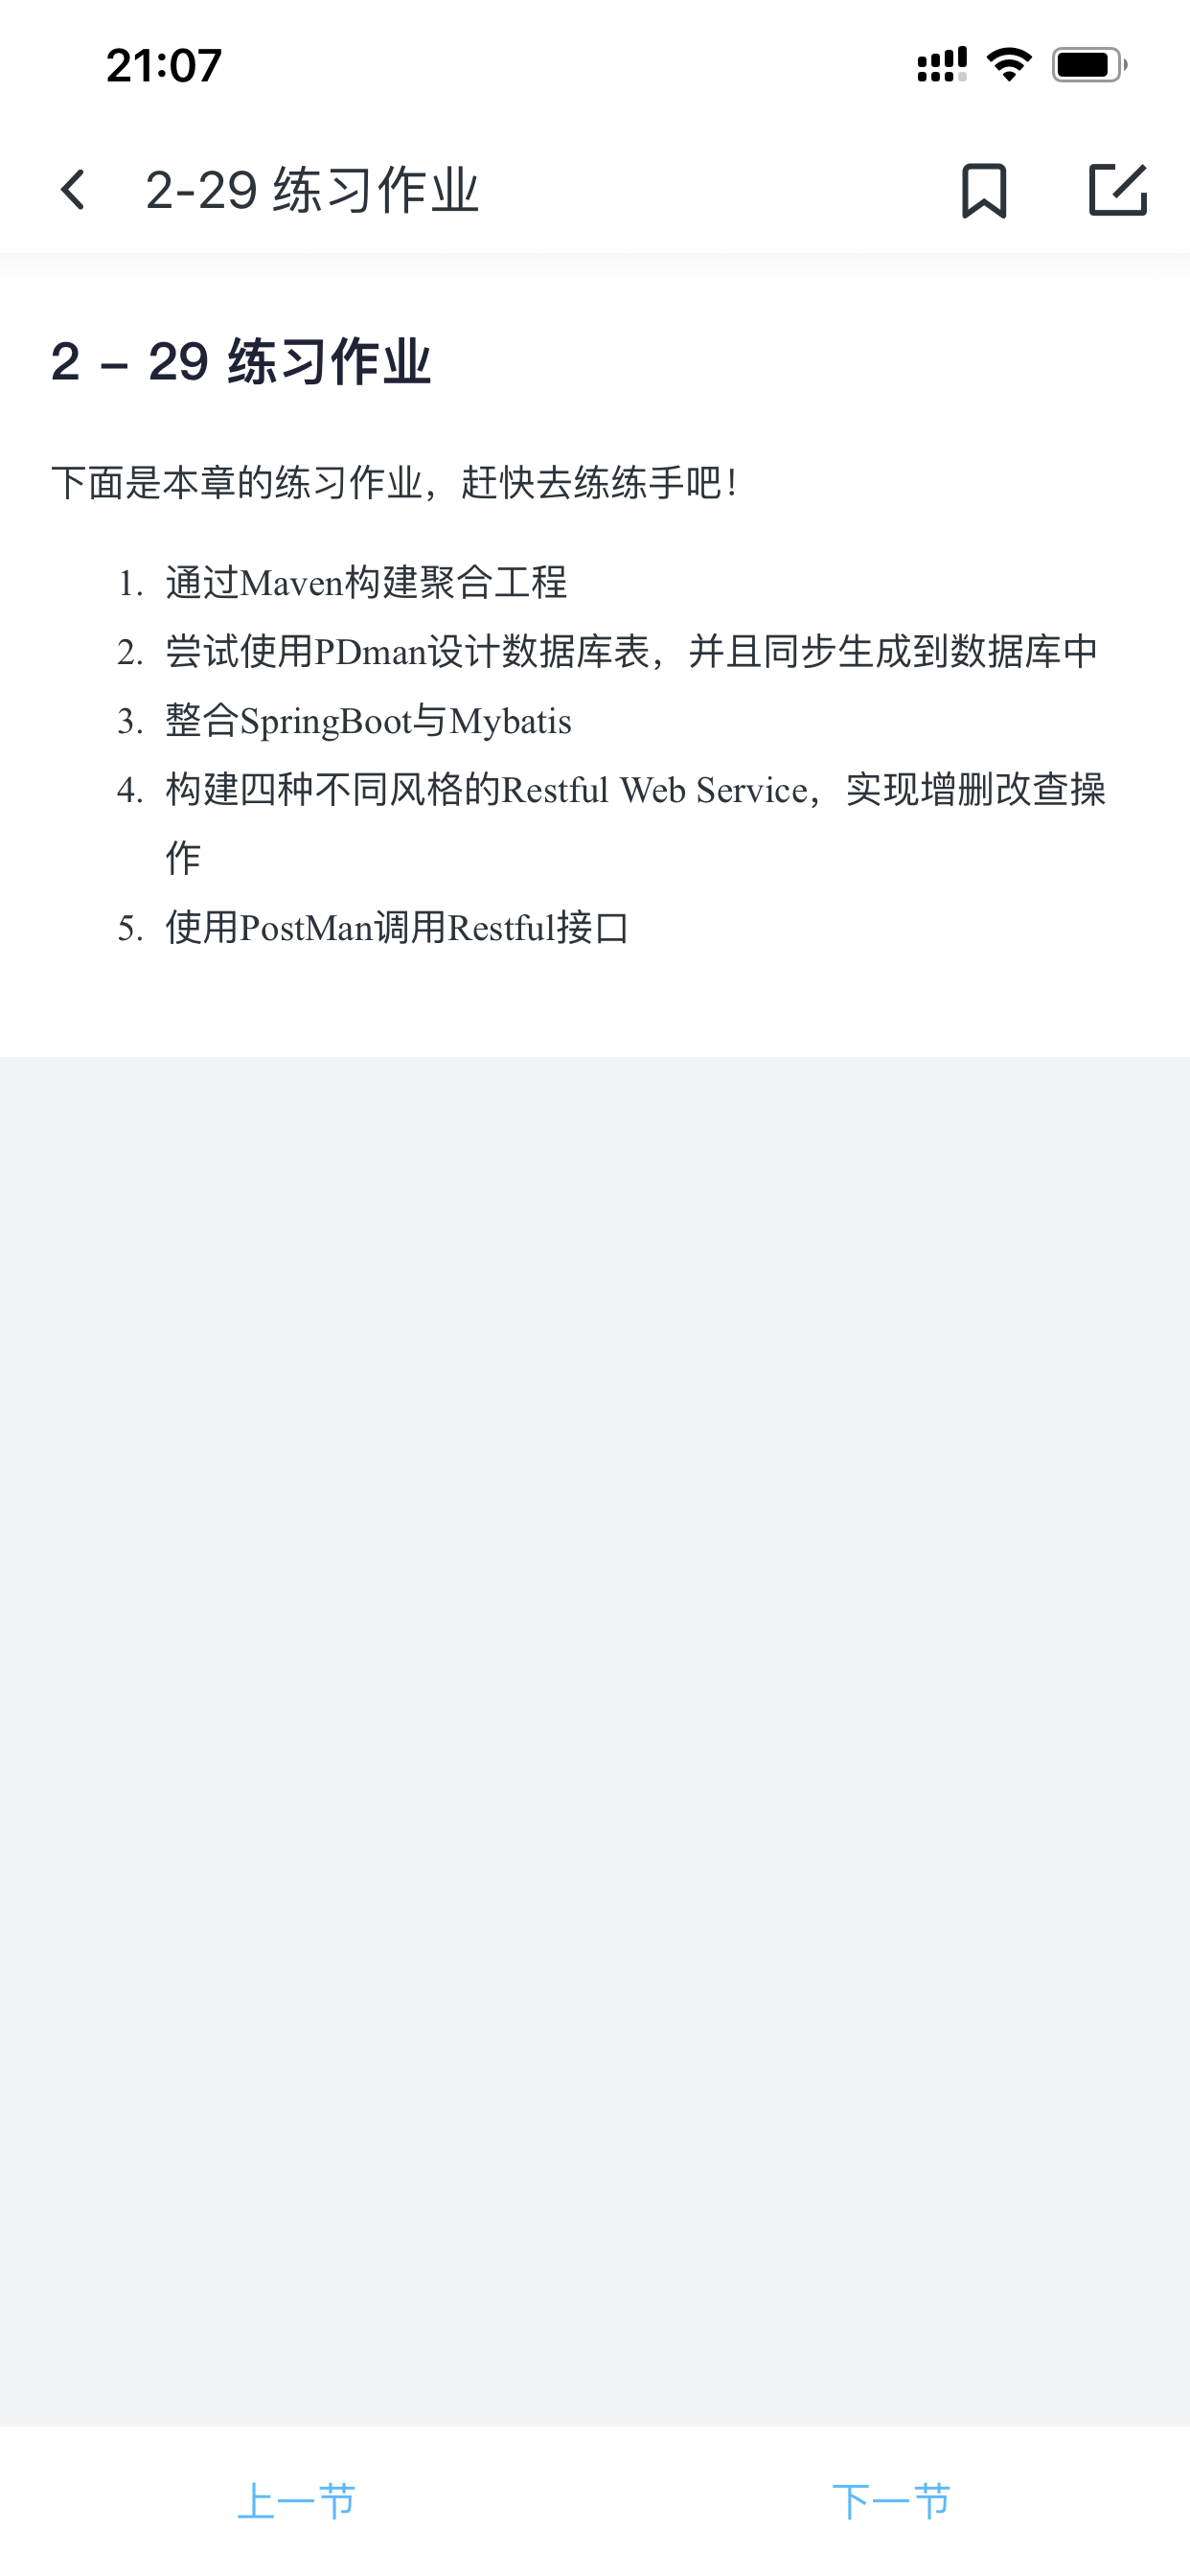 21:07
2-29 练习作业
2 – 29 练习作业
下面是本章的练习作业，赶快去练练手吧！
1. 通过Maven构建聚合工程
2. 尝试使用PDman设计数据库表，并且同步生成到数据库中
3. 整合SpringBoot与Mybatis
4. 构建四种不同风格的Restful Web Service，实现增删改查操
作
5. 使用PostMan调用Restful接口
上一节 下一节